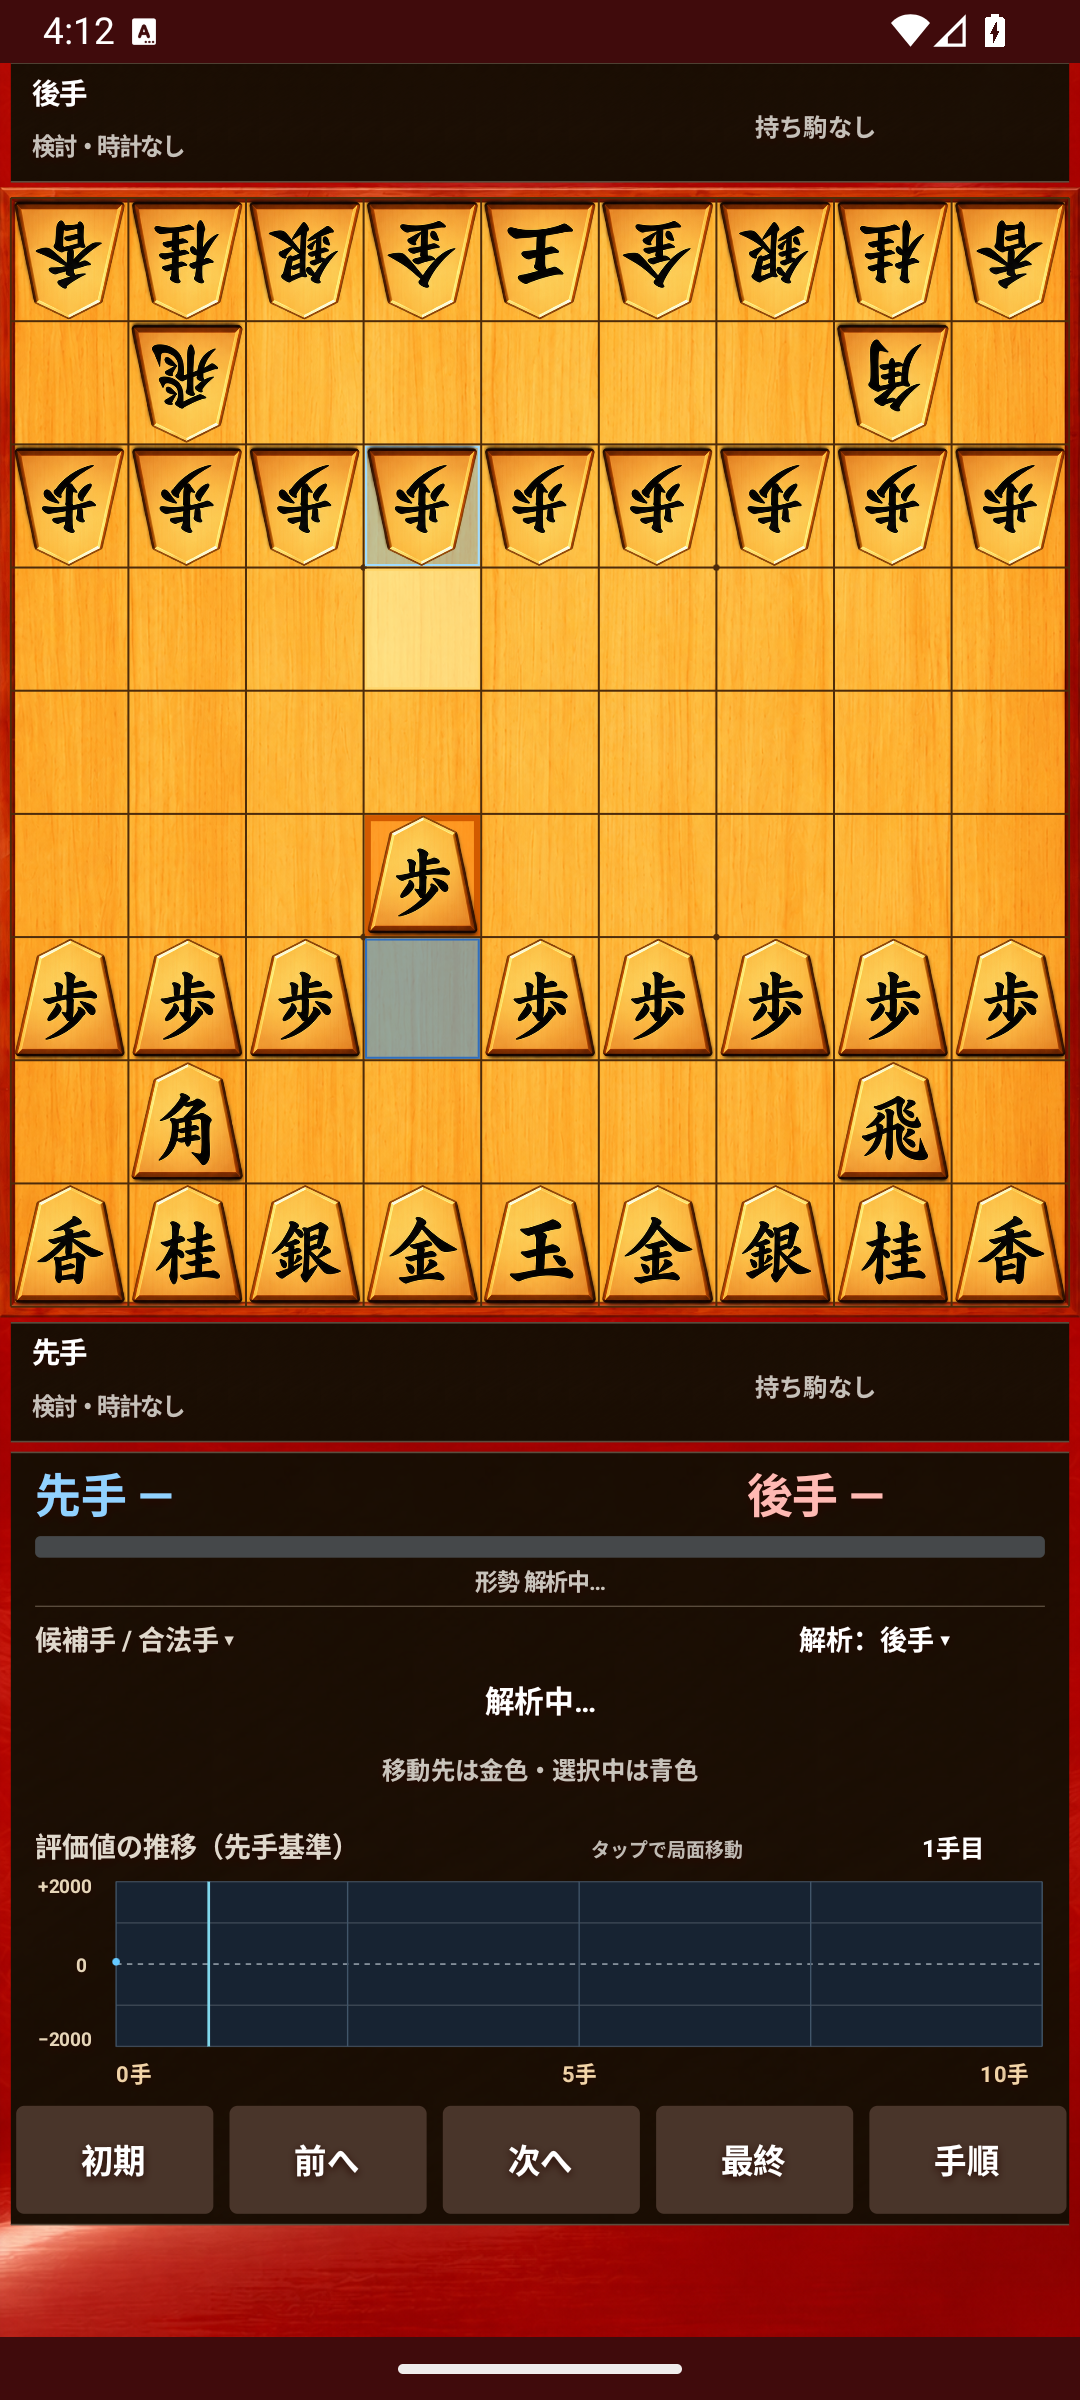 4:12 A
後手
検討・時計なし
持ち駒なし
香 桂 銀 金 王 金 銀 桂 香
飛 角
歩 歩 歩 歩 歩 歩 歩 歩 歩
歩
歩 歩 歩 歩 歩 歩 歩 歩
角 飛
香 桂 銀 金 玉 金 銀 桂 香
先手
検討・時計なし
持ち駒なし
先手 — 後手 —
形勢 解析中...
候補手 / 合法手 ▾ 解析：後手 ▾
解析中...
移動先は金色・選択中は青色
評価値の推移（先手基準） タップで局面移動 1手目
+2000
0
−2000
0手 5手 10手
初期 前へ 次へ 最終 手順